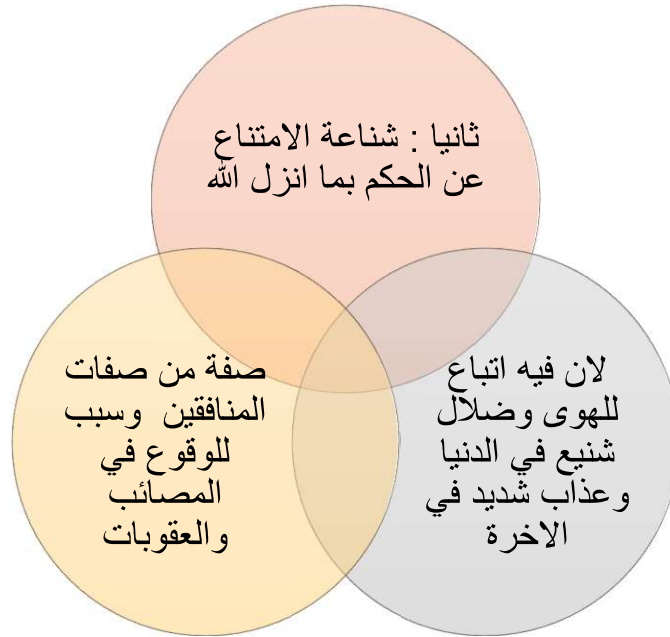 ثانيا : شناعة الامتناع
عن الحكم بما انزل الله
لان فيه اتباع
للهوى وضلال
شنيع في الدنيا
وعذاب شديد في
الاخرة
صفة من صفات
المنافقين وسبب
للوقوع في
المصائب
والعقوبات